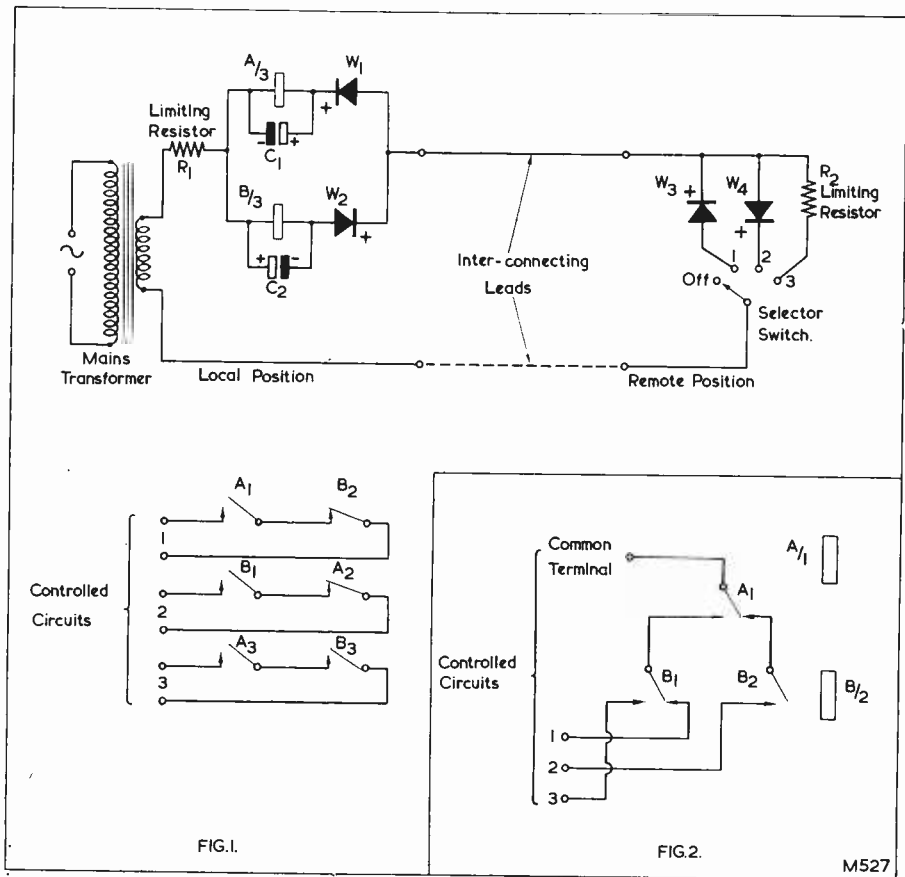 A/3
W1
+
Limiting
Resistor
R1
- +
C1
B/3
W2
+
+ -
C2
Mains
Transformer
Local Position
Inter-connecting
Leads
W3 +
W4
+
R2
Limiting
Resistor
1
2
3
Off
Selector
Switch.
Remote Position
A1
B2
1
B1
A2
2
A3
B3
3
Controlled
Circuits
FIG.1.
Common
Terminal
A/1
A1
Controlled
Circuits
B1
B2
B/2
1
2
3
FIG.2.
M527